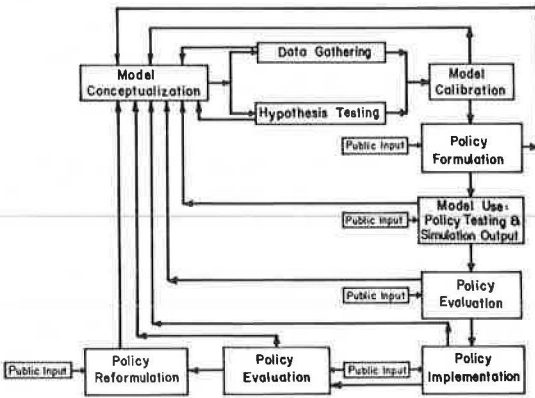 Data Gathering
Model
Conceptualization
Model
Calibration
Hypothesis Testing
Public Input
Policy
Formulation
Public Input
Model Use:
Policy Testing &
Simulation Output
Public Input
Policy
Evaluation
Public Input
Policy
Reformulation
Policy
Evaluation
Public Input
Policy
Implementation